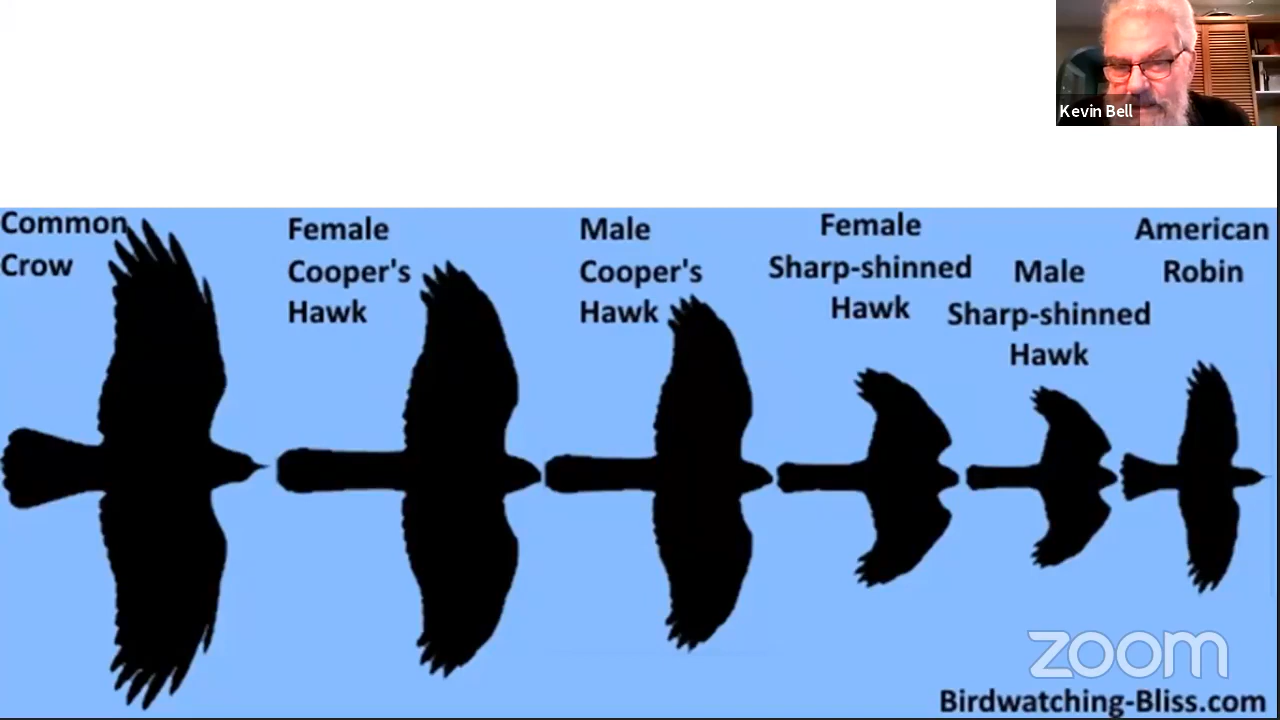 Kevin Bell
Common
Crow
Female
Cooper's
Hawk
Male
Cooper's
Hawk
Female
Sharp-shinned
Hawk
Male
Sharp-shinned
Hawk
American
Robin
zoom
Birdwatching-Bliss.com